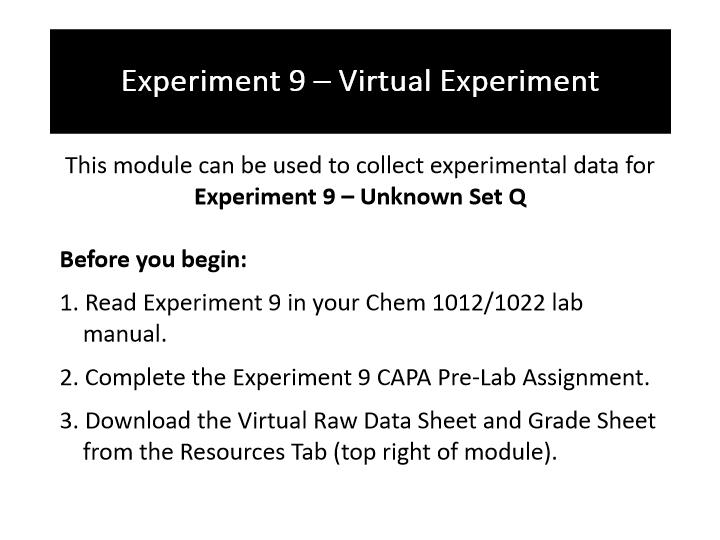 Experiment 9 – Virtual Experiment
This module can be used to collect experimental data for
Experiment 9 – Unknown Set Q
Before you begin:
1. Read Experiment 9 in your Chem 1012/1022 lab
manual.
2. Complete the Experiment 9 CAPA Pre-Lab Assignment.
3. Download the Virtual Raw Data Sheet and Grade Sheet
from the Resources Tab (top right of module).